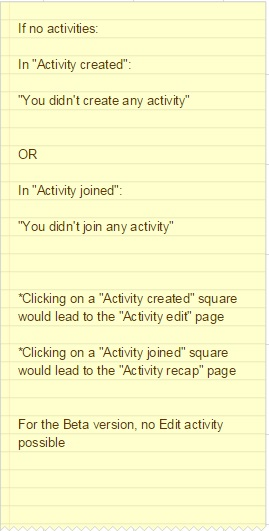 If no activities:
In "Activity created":
"You didn't create any activity"
OR
In "Activity joined":
"You didn't join any activity"
*Clicking on a "Activity created" square
would lead to the "Activity edit" page
*Clicking on a "Activity joined" square
would lead to the "Activity recap" page
For the Beta version, no Edit activity
possible